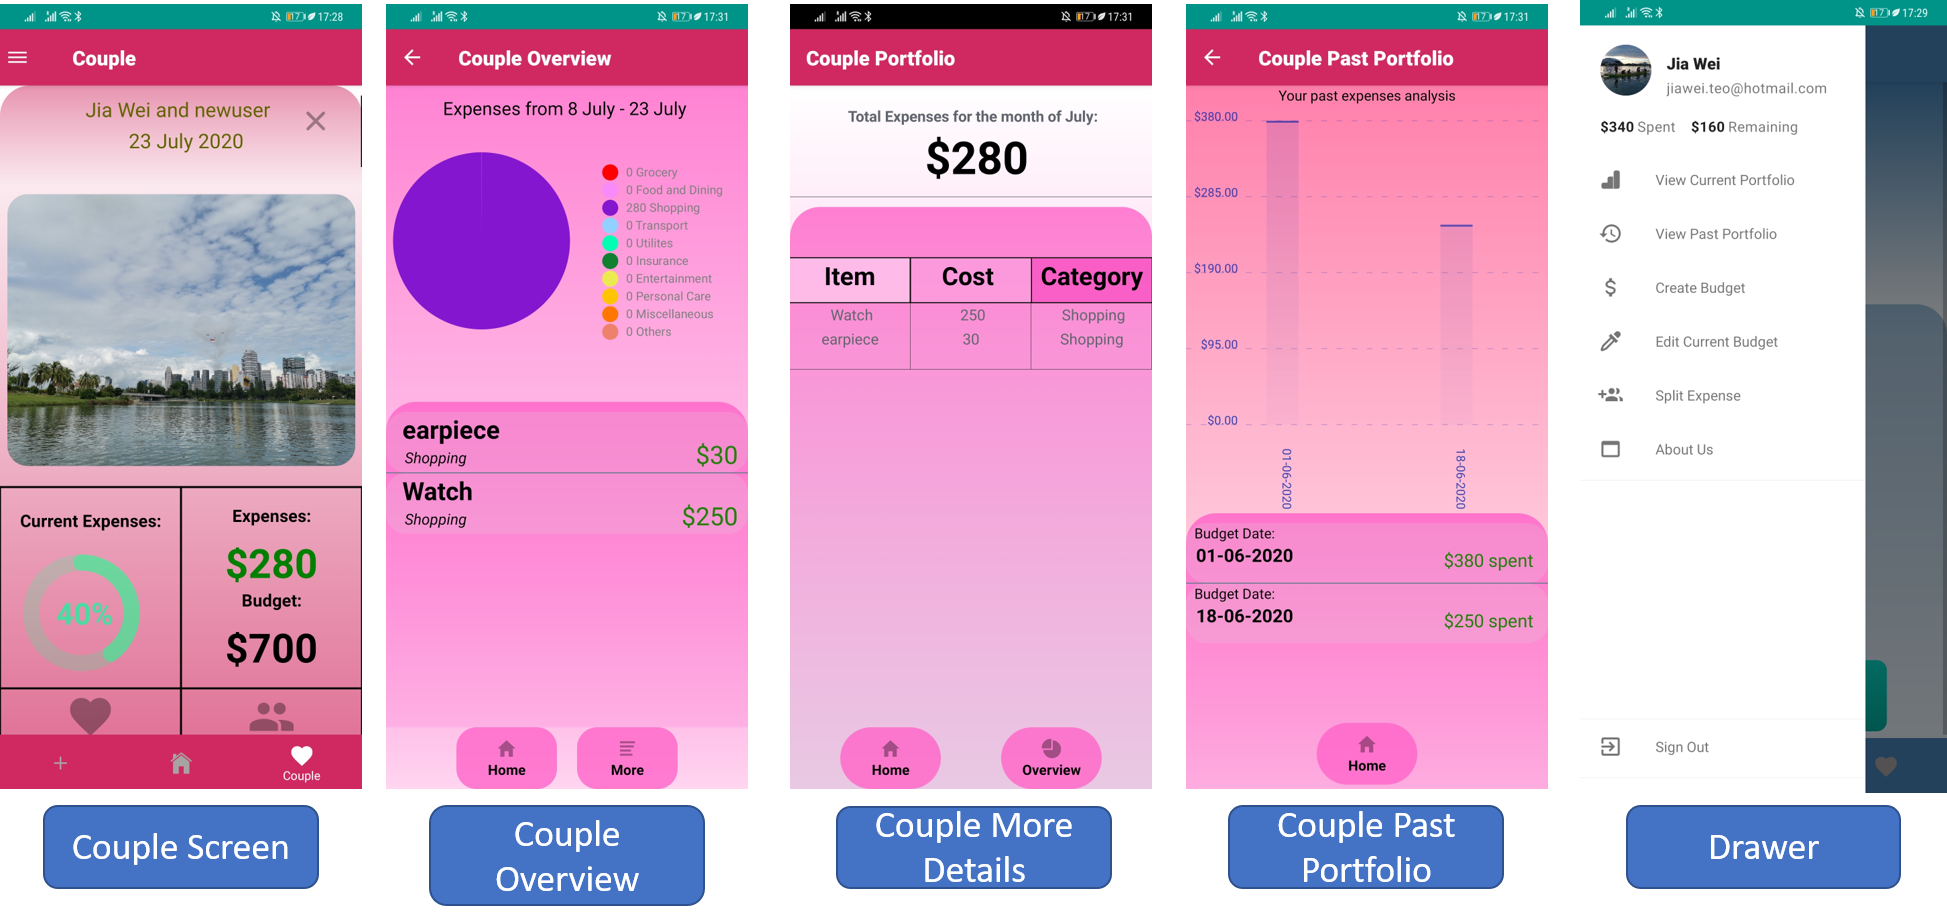 17:28
Couple
Jia Wei and newuser
23 July 2020
Current Expenses:
40%
Expenses:
$280
Budget:
$700
+
Couple
Couple Screen
17:31
Couple Overview
Expenses from 8 July - 23 July
0 Grocery
0 Food and Dining
280 Shopping
0 Transport
0 Utilites
0 Insurance
0 Entertainment
0 Personal Care
0 Miscellaneous
0 Others
earpiece
Shopping
$30
Watch
Shopping
$250
Home
More
Couple
Overview
17:31
Couple Portfolio
Total Expenses for the month of July:
$280
Item Cost Category
Watch 250 Shopping
earpiece 30 Shopping
Home
Overview
Couple More
Details
17:31
Couple Past Portfolio
Your past expenses analysis
$380.00
$285.00
$190.00
$95.00
$0.00
01-06-2020
18-06-2020
Budget Date:
01-06-2020
$380 spent
Budget Date:
18-06-2020
$250 spent
Home
Couple Past
Portfolio
17:29
Jia Wei
jiawei.teo@hotmail.com
$340 Spent $160 Remaining
View Current Portfolio
View Past Portfolio
Create Budget
Edit Current Budget
Split Expense
About Us
Sign Out
Drawer